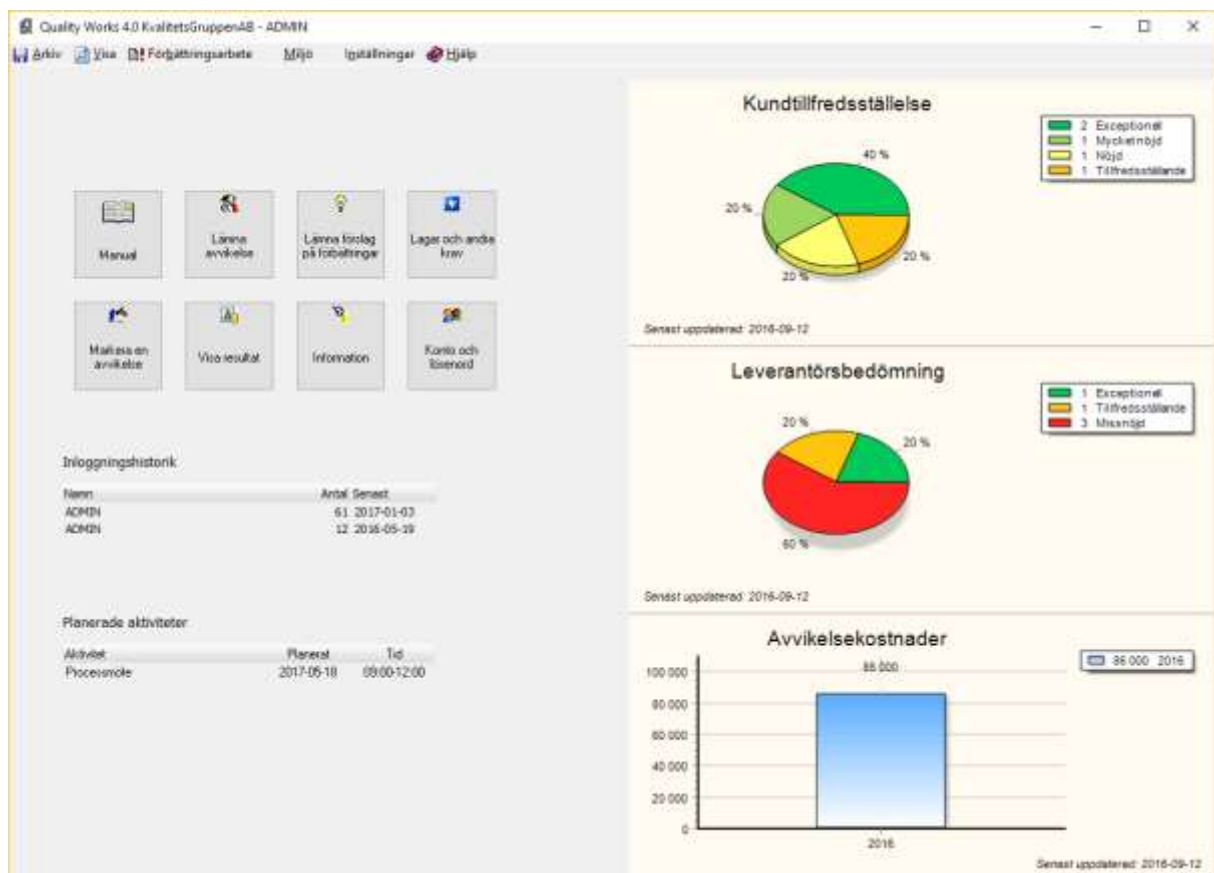 Quality Works 4.0 KvalitetsGruppenAB - ADMIN
Arkiv Visa Förbättringsarbete Miljö Inställningar Hjälp
Manual
Lämna
avvikelse
Lämna förslag
på förbättringar
Lagar och andra
krav
Markera en
avvikelse
Visa resultat
Information
Konto och
lösenord
Inloggningshistorik
Namn Antal Senast
ADMIN 61 2017-01-03
ADMIN 12 2016-05-19
Planerade aktiviteter
Aktivitet Planerat Tid
Processmöte 2017-05-18 09:00-12:00
Kundtillfredsställelse
2 Exceptionell
1 Mycket nöjd
1 Nöjd
1 Tillfredsställande
40 %
20 %
20 %
20 %
Senast uppdaterad: 2016-09-12
Leverantörsbedömning
1 Exceptionell
1 Tillfredsställande
3 Missnöjd
20 %
20 %
60 %
Senast uppdaterad: 2016-09-12
Avvikelsekostnader
86 000 2016
86 000
100 000
80 000
60 000
40 000
20 000
0
2016
Senast uppdaterad: 2016-09-12